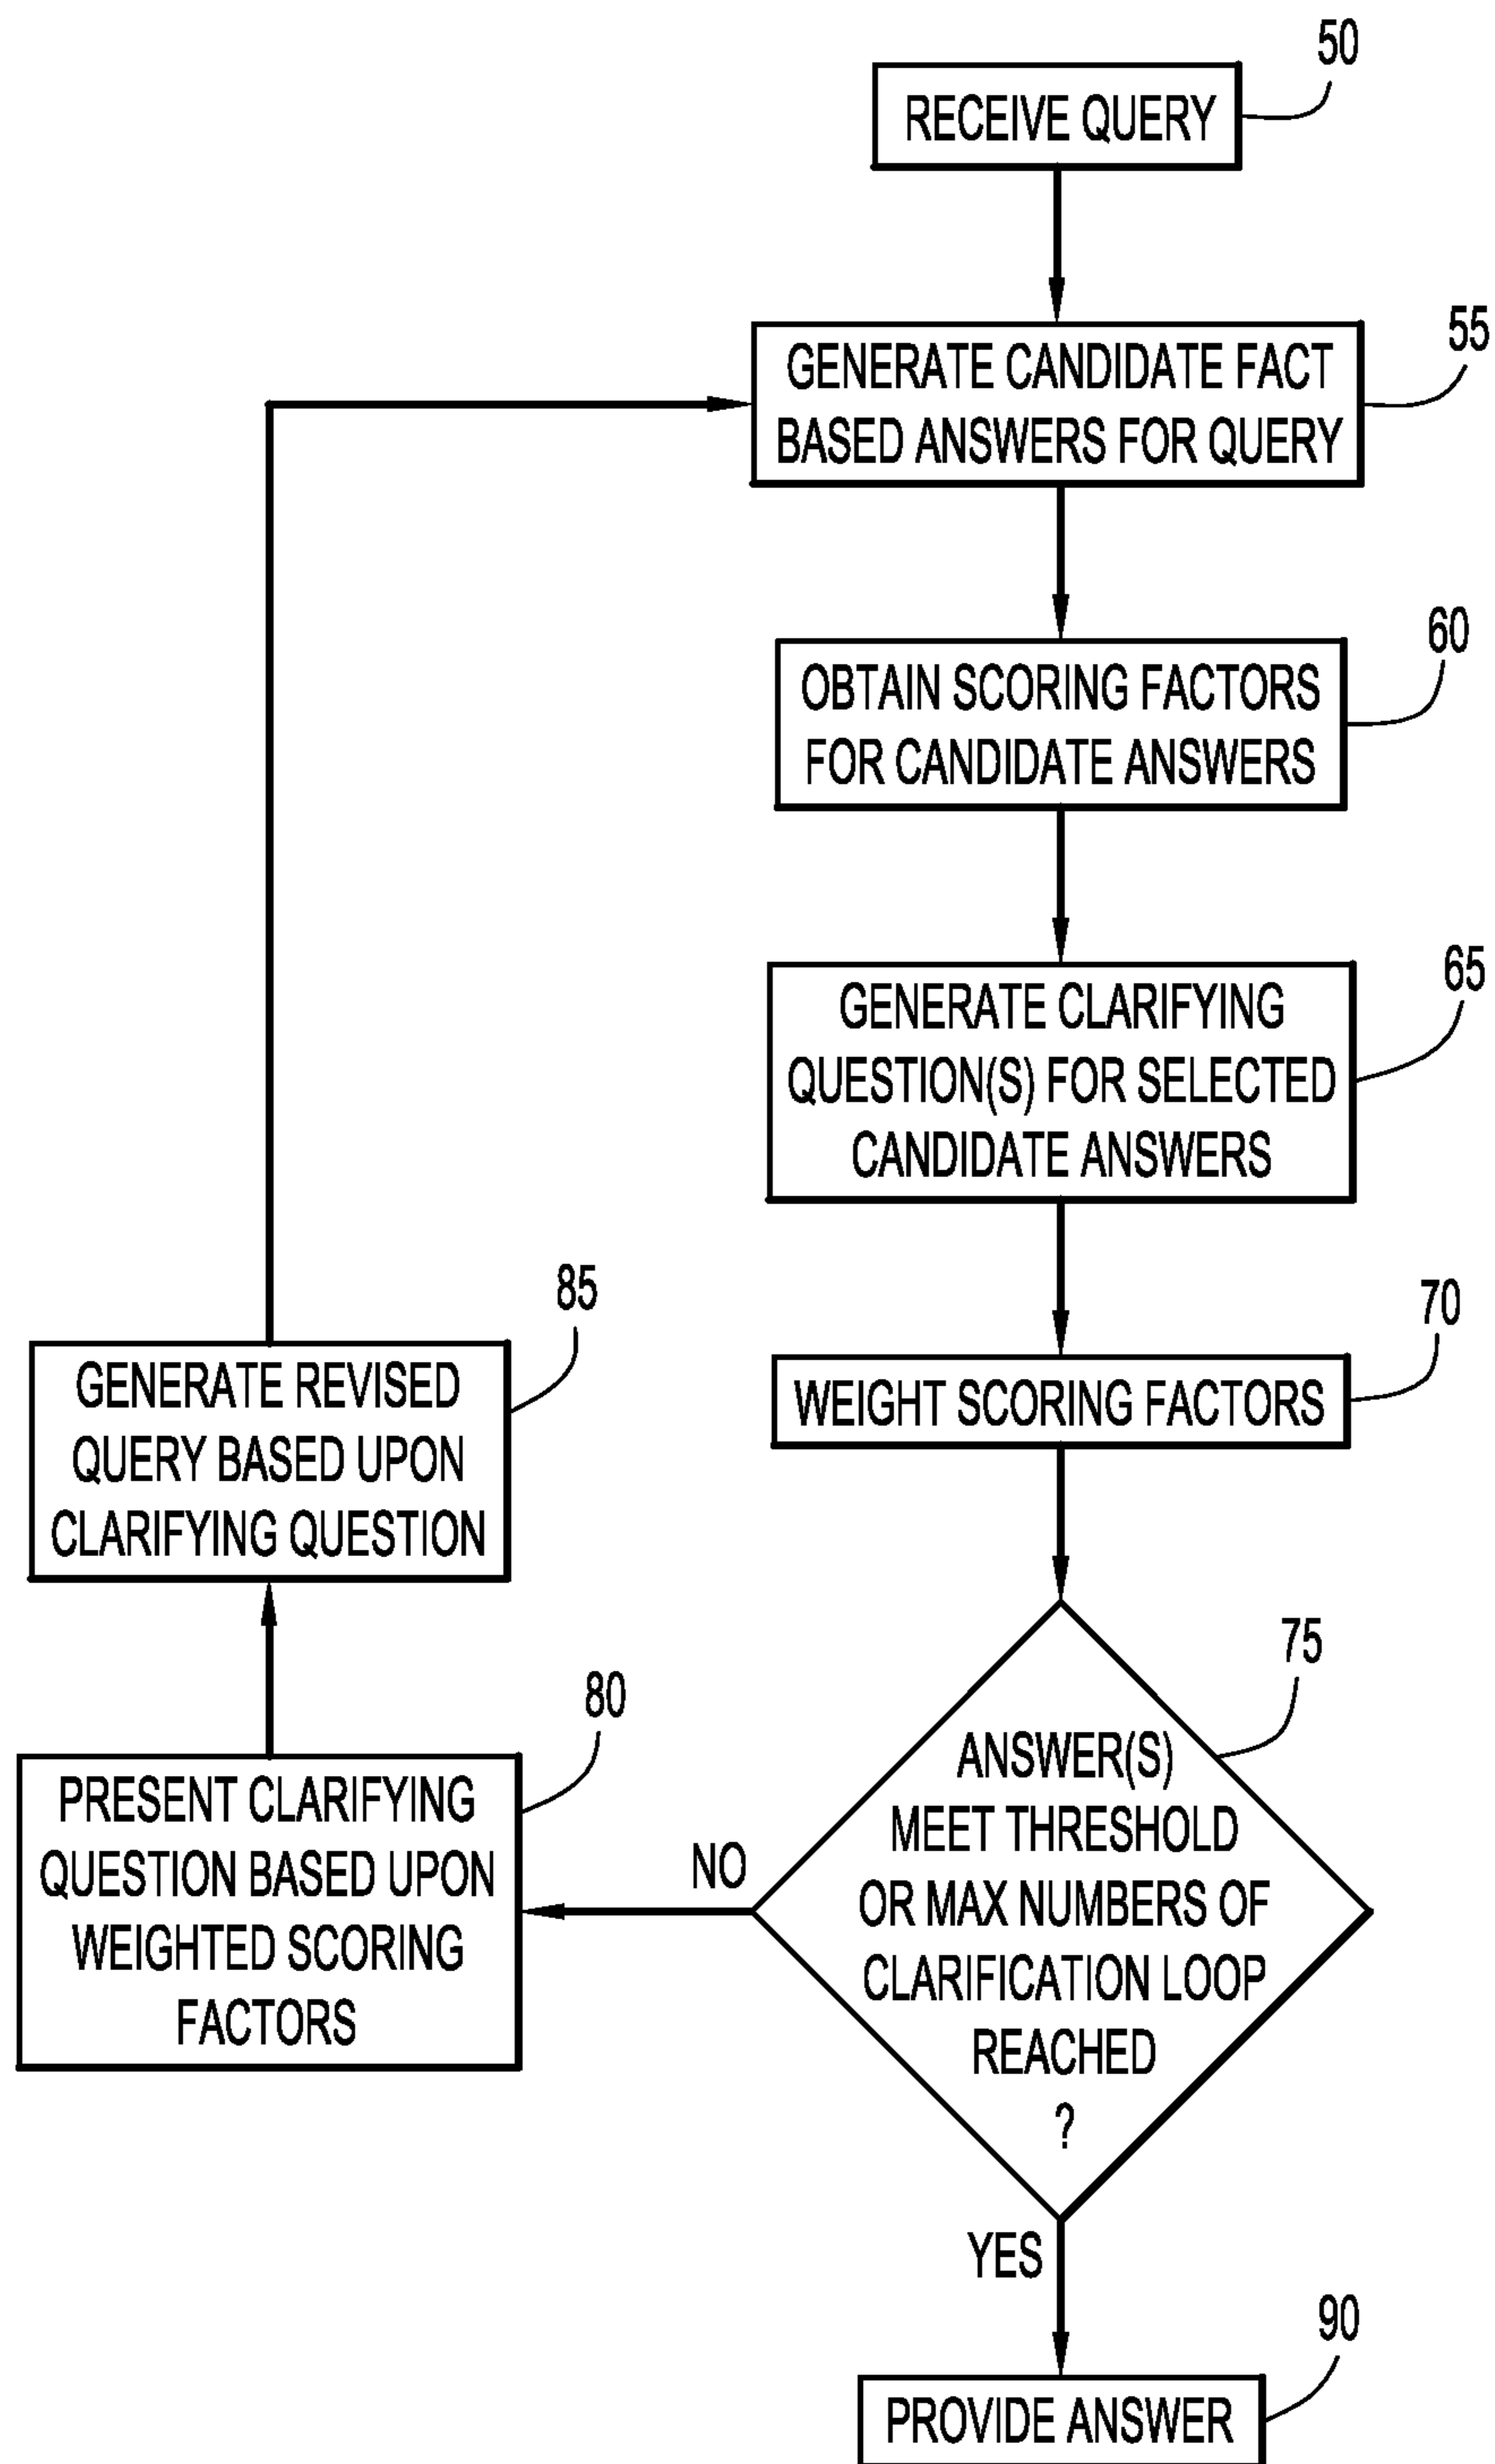 50
RECEIVE QUERY
55
GENERATE CANDIDATE FACT
BASED ANSWERS FOR QUERY
60
OBTAIN SCORING FACTORS
FOR CANDIDATE ANSWERS
65
GENERATE CLARIFYING
QUESTION(S) FOR SELECTED
CANDIDATE ANSWERS
70
WEIGHT SCORING FACTORS
75
ANSWER(S)
MEET THRESHOLD
OR MAX NUMBERS OF
CLARIFICATION LOOP
REACHED
?
NO
80
PRESENT CLARIFYING
QUESTION BASED UPON
WEIGHTED SCORING
FACTORS
85
GENERATE REVISED
QUERY BASED UPON
CLARIFYING QUESTION
YES
90
PROVIDE ANSWER